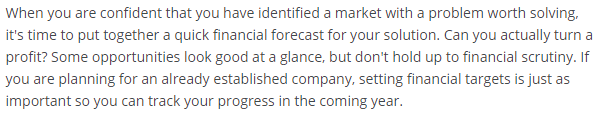 When you are confident that you have identified a market with a problem worth solving,
it's time to put together a quick financial forecast for your solution. Can you actually turn a
profit? Some opportunities look good at a glance, but don't hold up to financial scrutiny. If
you are planning for an already established company, setting financial targets is just as
important so you can track your progress in the coming year.